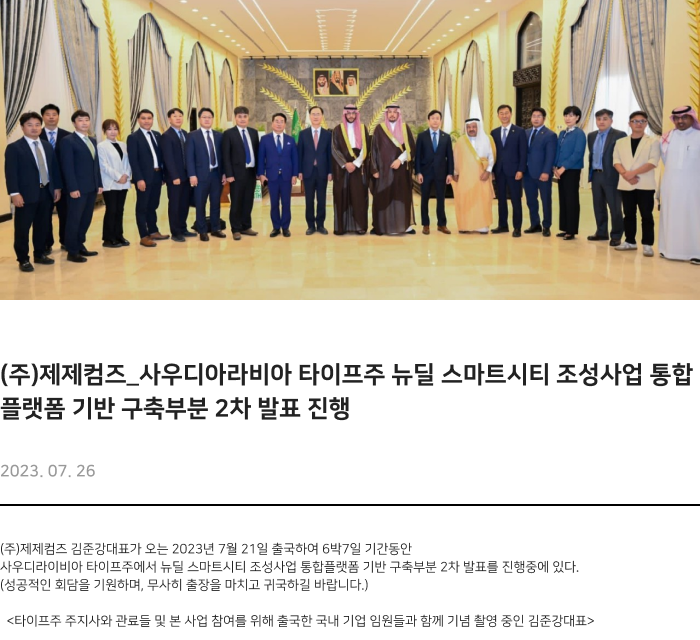 (주)제제컴즈_사우디아라비아 타이프주 뉴딜 스마트시티 조성사업 통합
플랫폼 기반 구축부분 2차 발표 진행
2023. 07. 26
(주)제제컴즈 김준강대표가 오는 2023년 7월 21일 출국하여 6박7일 기간동안
사우디라이비아 타이프주에서 뉴딜 스마트시티 조성사업 통합플랫폼 기반 구축부분 2차 발표를 진행중에 있다.
(성공적인 회담을 기원하며, 무사히 출장을 마치고 귀국하길 바랍니다.)
<타이프주 주지사와 관료들 및 본 사업 참여를 위해 출국한 국내 기업 임원들과 함께 기념 촬영 중인 김준강대표>